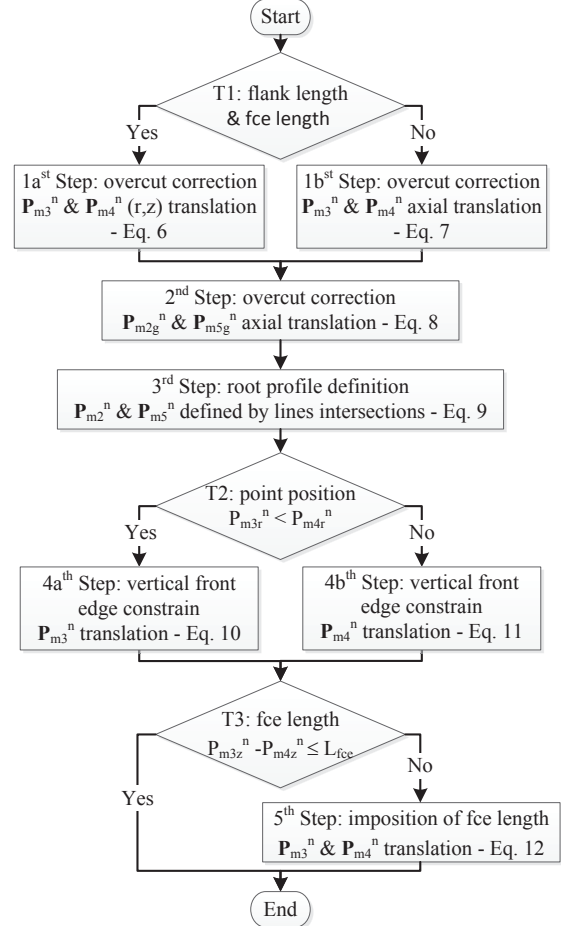 Start
T1: flank length
& fce length
Yes
No
1a^st Step: overcut correction
P_m3^n & P_m4^n (r,z) translation
- Eq. 6
1b^st Step: overcut correction
P_m3^n & P_m4^n axial translation
- Eq. 7
2^nd Step: overcut correction
P_m2g^n & P_m5g^n axial translation - Eq. 8
3^rd Step: root profile definition
P_m2^n & P_m5^n defined by lines intersections - Eq. 9
T2: point position
P_m3r^n < P_m4r^n
Yes
No
4a^th Step: vertical front
edge constrain
P_m3^n translation - Eq. 10
4b^th Step: vertical front
edge constrain
P_m4^n translation - Eq. 11
T3: fce length
P_m3z^n -P_m4z^n ≤ L_fce
Yes
No
5^th Step: imposition of fce length
P_m3^n & P_m4^n translation - Eq. 12
End